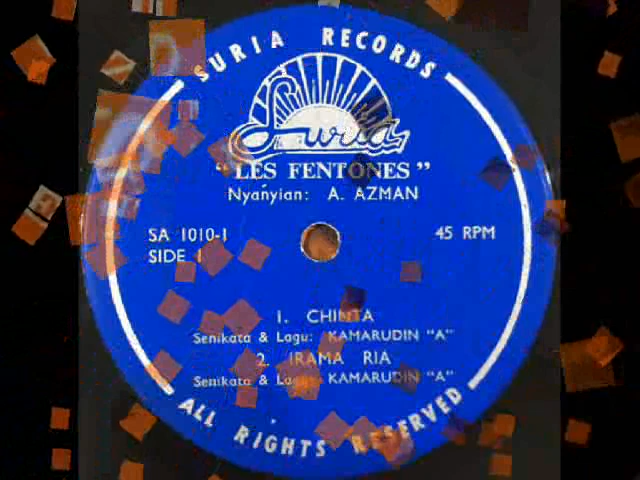 SURIA RECORDS
Suria
" LES FENTONES "
Nyanyian: A. AZMAN
SA 1010-1
45 RPM
SIDE 1
1. CHINTA
Senikata & Lagu: KAMARUDIN "A"
2. IRAMA RIA
Senikata & Lagu: KAMARUDIN "A"
ALL RIGHTS RESERVED